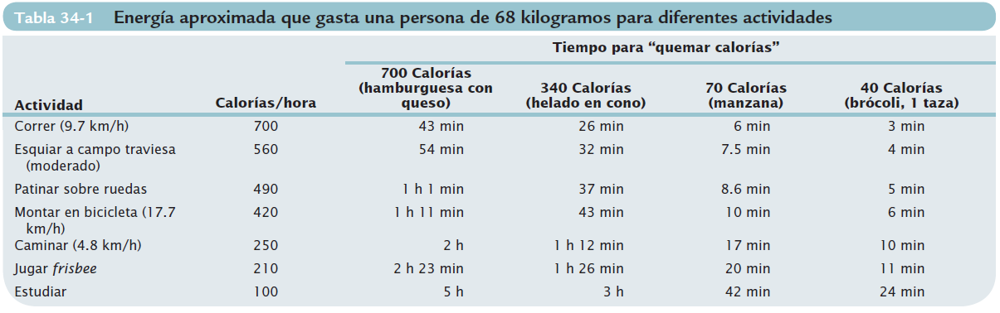 Tabla 34-1 Energía aproximada que gasta una persona de 68 kilogramos para diferentes actividades
Tiempo para “quemar calorías”
700 Calorías
(hamburguesa con 340 Calorías 70 Calorías 40 Calorías
Actividad Calorías/hora queso) (helado en cono) (manzana) (brócoli, 1 taza)
Correr (9.7 km/h) 700 43 min 26 min 6 min 3 min
Esquiar a campo traviesa 560 54 min 32 min 7.5 min 4 min
(moderado)
Patinar sobre ruedas 490 1 h 1 min 37 min 8.6 min 5 min
Montar en bicicleta (17.7 420 1 h 11 min 43 min 10 min 6 min
km/h)
Caminar (4.8 km/h) 250 2 h 1 h 12 min 17 min 10 min
Jugar frisbee 210 2 h 23 min 1 h 26 min 20 min 11 min
Estudiar 100 5 h 3 h 42 min 24 min